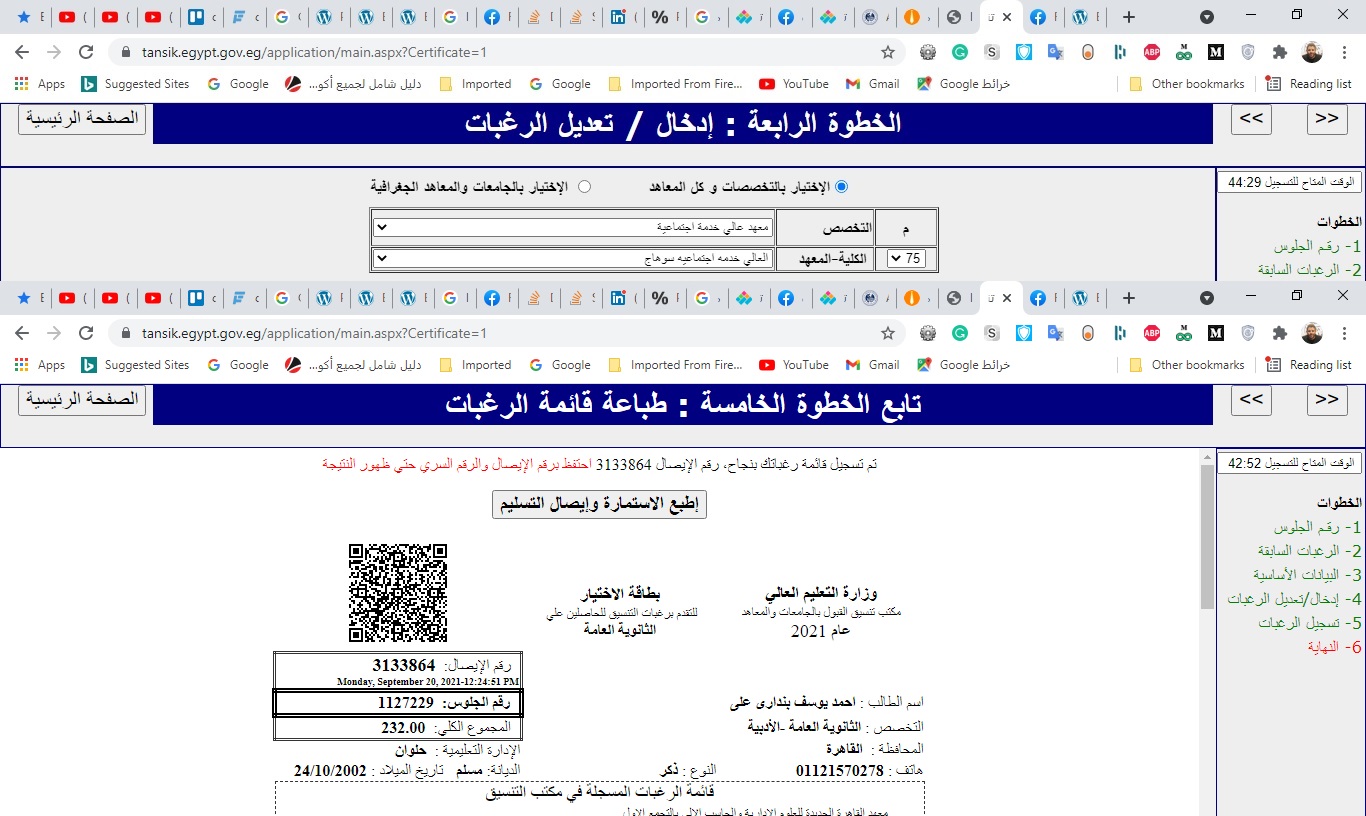 tansik.egypt.gov.eg/application/main.aspx?Certificate=1
Apps Suggested Sites Google دليل شامل لجميع أكو... Imported Google Imported From Fire... YouTube Gmail خرائط Google Other bookmarks Reading list
الصفحة الرئيسية
الخطوة الرابعة : إدخال / تعديل الرغبات
<< >>
الإختيار بالتخصصات و كل المعاهد الإختيار بالجامعات والمعاهد الجغرافية
الوقت المتاح للتسجيل 44:29
م التخصص معهد عالي خدمة اجتماعية
75 الكلية-المعهد العالي خدمه اجتماعيه سوهاج
الخطوات
1- رقم الجلوس
2- الرغبات السابقة
tansik.egypt.gov.eg/application/main.aspx?Certificate=1
Apps Suggested Sites Google دليل شامل لجميع أكو... Imported Google Imported From Fire... YouTube Gmail خرائط Google Other bookmarks Reading list
الصفحة الرئيسية
تابع الخطوة الخامسة : طباعة قائمة الرغبات
<< >>
الوقت المتاح للتسجيل 42:52
الخطوات
1- رقم الجلوس
2- الرغبات السابقة
3- البيانات الأساسية
4- إدخال/تعديل الرغبات
5- تسجيل الرغبات
6- النهاية
تم تسجيل قائمة رغباتك بنجاح، رقم الإيصال 3133864 احتفظ برقم الإيصال والرقم السري حتي ظهور النتيجة
إطبع الاستمارة وإيصال التسليم
وزارة التعليم العالي
مكتب تنسيق القبول بالجامعات والمعاهد
عام 2021
بطاقة الاختيار
للتقدم برغبات التنسيق للحاصلين علي
الثانوية العامة
رقم الإيصال: 3133864
Monday, September 20, 2021-12:24:51 PM
رقم الجلوس: 1127229
المجموع الكلي: 232.00
اسم الطالب : احمد يوسف بندارى على
التخصص : الثانوية العامة -الأدبية
المحافظة : القاهرة الإدارة التعليمية : حلوان
هاتف : 01121570278 النوع : ذكر الديانة: مسلم تاريخ الميلاد : 24/10/2002
قائمة الرغبات المسجلة في مكتب التنسيق
معهد القاهرة الجديدة للعلوم الادارية والحاسب الالى بالتجمع الاول